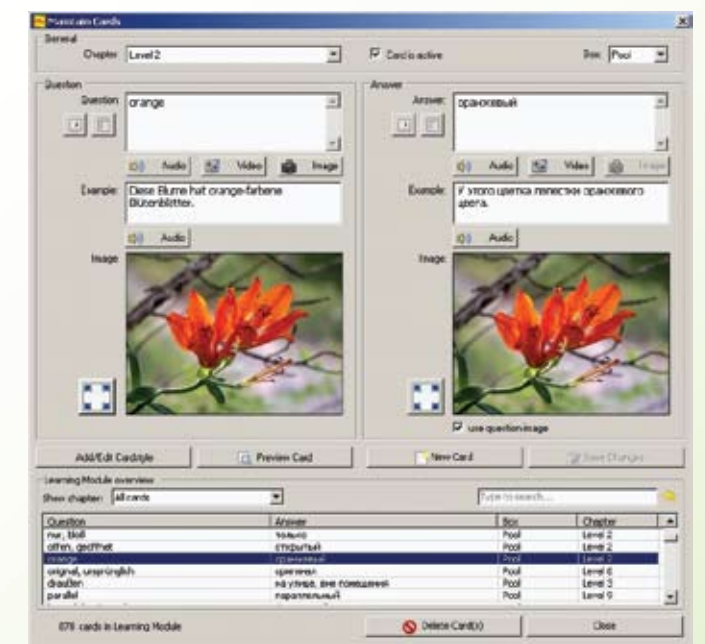 Maintain Cards
General
Chapter: Level 2
Card is active
Box: Pool
Question
Question: orange
Audio Video Image
Example: Diese Blume hat orange-farbene
Blütenblätter.
Audio
Image
Answer
Answer: оранжевый
Audio Video Image
Example: У этого цветка лепестки оранжевого
цвета.
Audio
Image
use question-image
Add/Edit Cardstyle Preview Card New Card Save Changes
Learning Module overview
Show chapter: All cards
Type to search...
Question Answer Box Chapter
nur, bloß только Pool Level 2
offen, geöffnet открытый Pool Level 2
orange оранжевый Pool Level 2
original, ursprünglich Pool Level 6
draußen на улице, вне помещения Pool Level 3
parallel параллельный Pool Level 9
878 cards in Learning Module
Delete Card(s)
Close